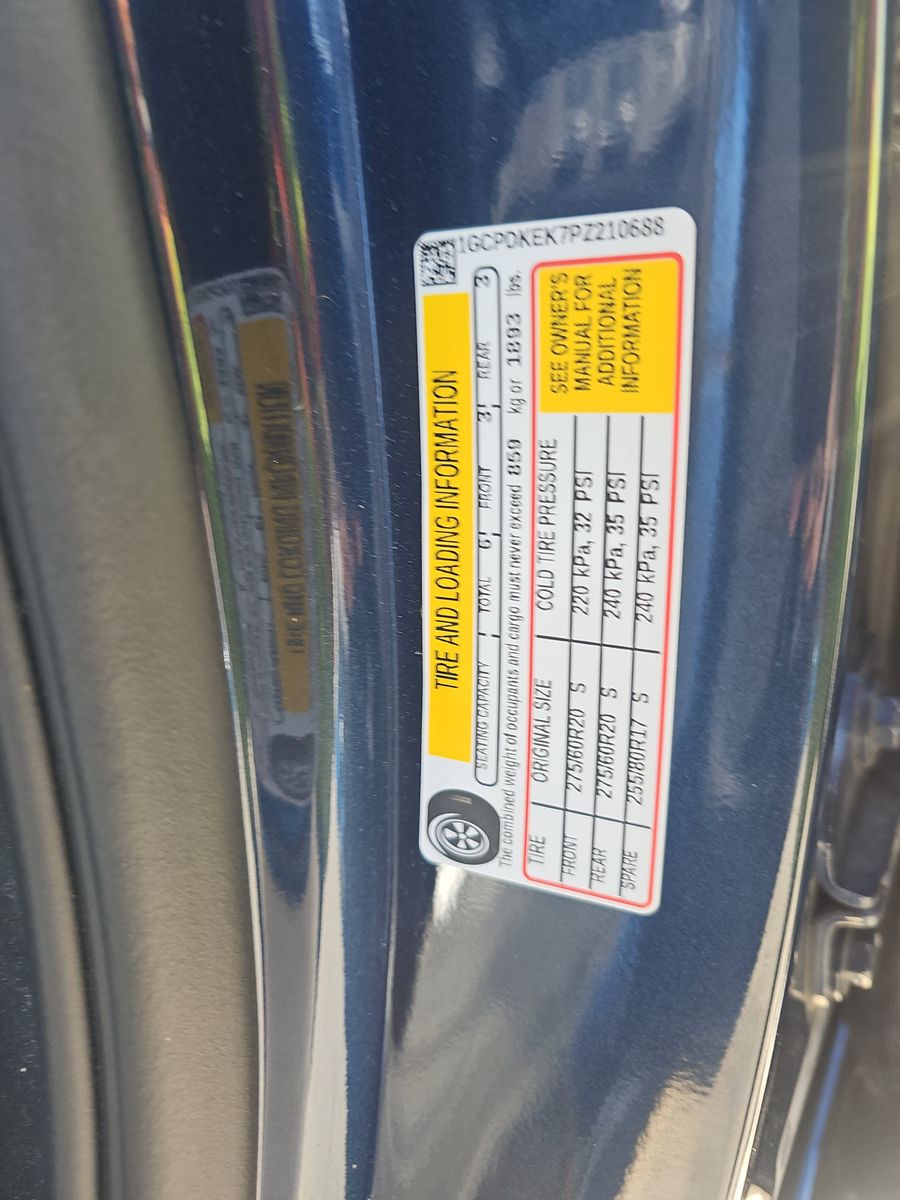 1GCPDKEK7PZ210688
TIRE AND LOADING INFORMATION
SEATING CAPACITY TOTAL 6 FRONT 3 REAR 3
The combined weight of occupants and cargo must never exceed 859 kg or 1893 lbs.
TIRE ORIGINAL SIZE COLD TIRE PRESSURE
FRONT 275/60R20 S 220 kPa, 32 PSI
REAR 275/60R20 S 240 kPa, 35 PSI
SPARE 255/80R17 S 240 kPa, 35 PSI
SEE OWNER'S
MANUAL FOR
ADDITIONAL
INFORMATION